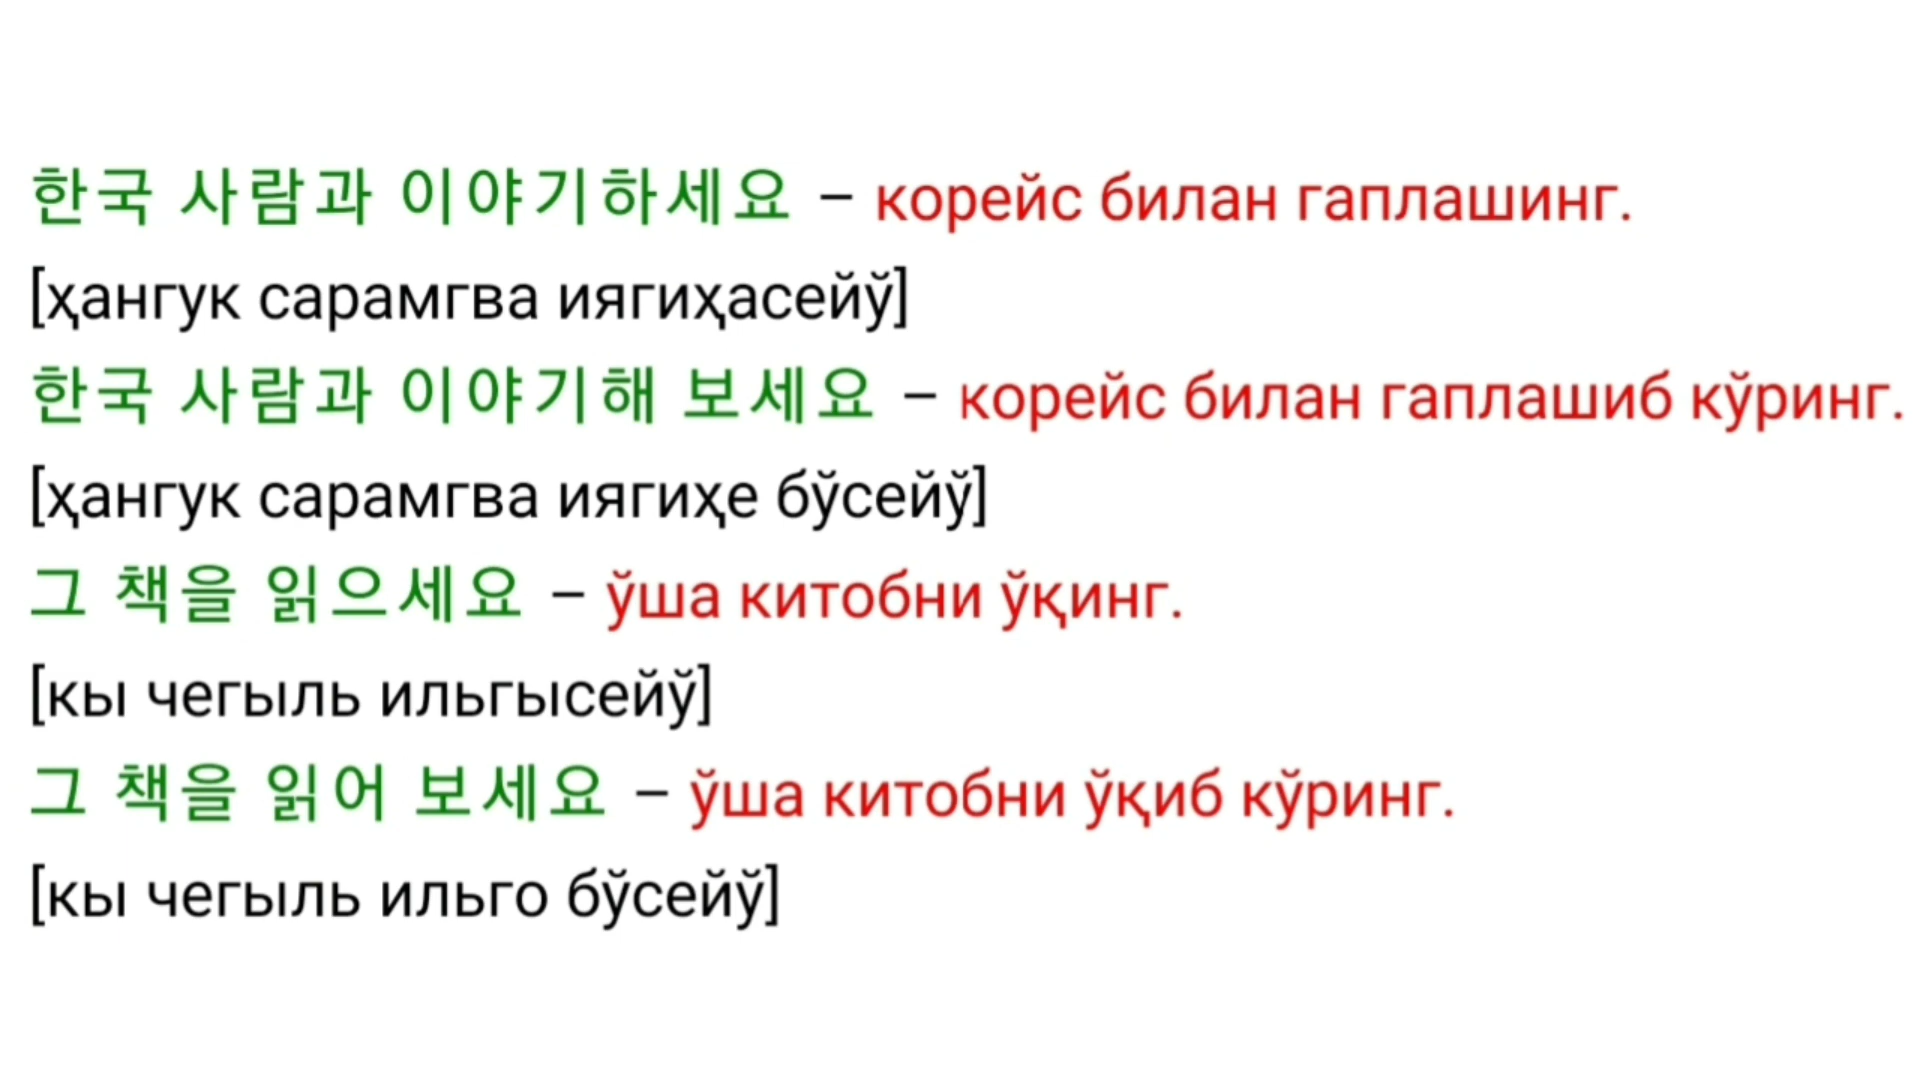 한국 사람과 이야기하세요 – корейс билан гаплашинг.
[ҳангук сарамгва иягиҳасейў]
한국 사람과 이야기해 보세요 – корейс билан гаплашиб кўринг.
[ҳангук сарамгва иягиҳе бўсейў]
그 책을 읽으세요 – ўша китобни ўқинг.
[кы чегыль ильгысейў]
그 책을 읽어 보세요 – ўша китобни ўқиб кўринг.
[кы чегыль ильго бўсейў]